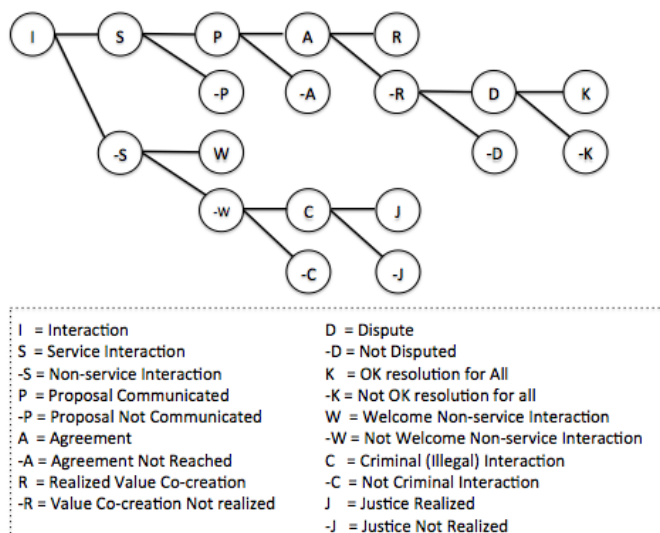 I S P A R
-P -A -R D K
-S W -D -K
-W C J
-C -J
I = Interaction
S = Service Interaction
-S = Non-service Interaction
P = Proposal Communicated
-P = Proposal Not Communicated
A = Agreement
-A = Agreement Not Reached
R = Realized Value Co-creation
-R = Value Co-creation Not realized
D = Dispute
-D = Not Disputed
K = OK resolution for All
-K = Not OK resolution for all
W = Welcome Non-service Interaction
-W = Not Welcome Non-service Interaction
C = Criminal (Illegal) Interaction
-C = Not Criminal Interaction
J = Justice Realized
-J = Justice Not Realized